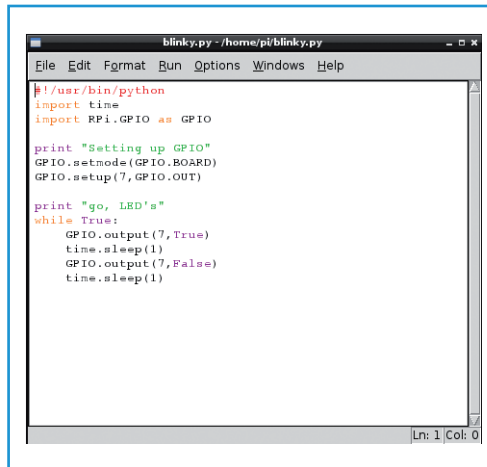 blinky.py - /home/pi/blinky.py
File Edit Format Run Options Windows Help
#!/usr/bin/python
import time
import RPi.GPIO as GPIO
print "Setting up GPIO"
GPIO.setmode(GPIO.BOARD)
GPIO.setup(7,GPIO.OUT)
print "go, LED's"
while True:
    GPIO.output(7,True)
    time.sleep(1)
    GPIO.output(7,False)
    time.sleep(1)
Ln: 1 Col: 0